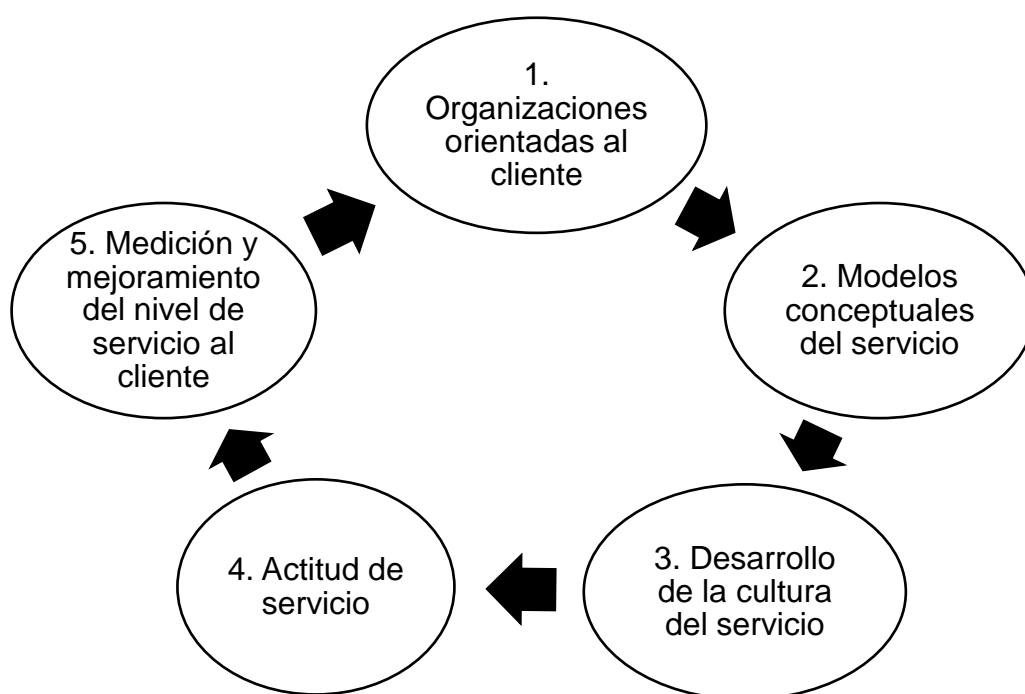 1.
Organizaciones
orientadas al
cliente
2. Modelos
conceptuales
del servicio
3. Desarrollo
de la cultura
del servicio
4. Actitud de
servicio
5. Medición y
mejoramiento
del nivel de
servicio al
cliente